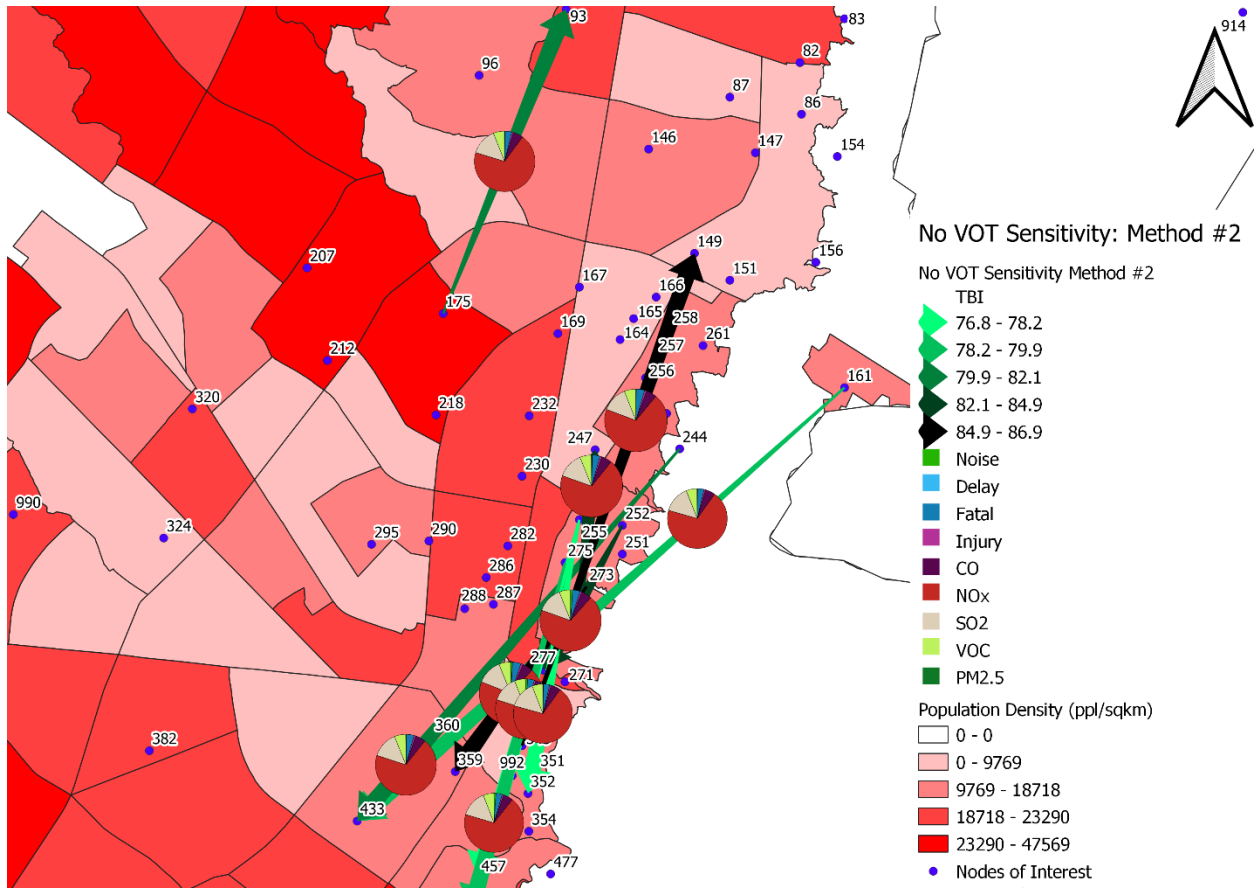 93
83
914
82
96
87
86
146
147
154
149
156
207
151
167
166
175
258
165
169
164
261
257
212
256
161
320
218
232
247
244
230
990
252
255
324
295
290
282
251
275
286
273
288
287
277
271
360
382
359
992
351
352
433
354
457
477
No VOT Sensitivity: Method #2
No VOT Sensitivity Method #2
TBI
76.8 - 78.2
78.2 - 79.9
79.9 - 82.1
82.1 - 84.9
84.9 - 86.9
Noise
Delay
Fatal
Injury
CO
NOx
SO2
VOC
PM2.5
Population Density (ppl/sqkm)
0 - 0
0 - 9769
9769 - 18718
18718 - 23290
23290 - 47569
Nodes of Interest